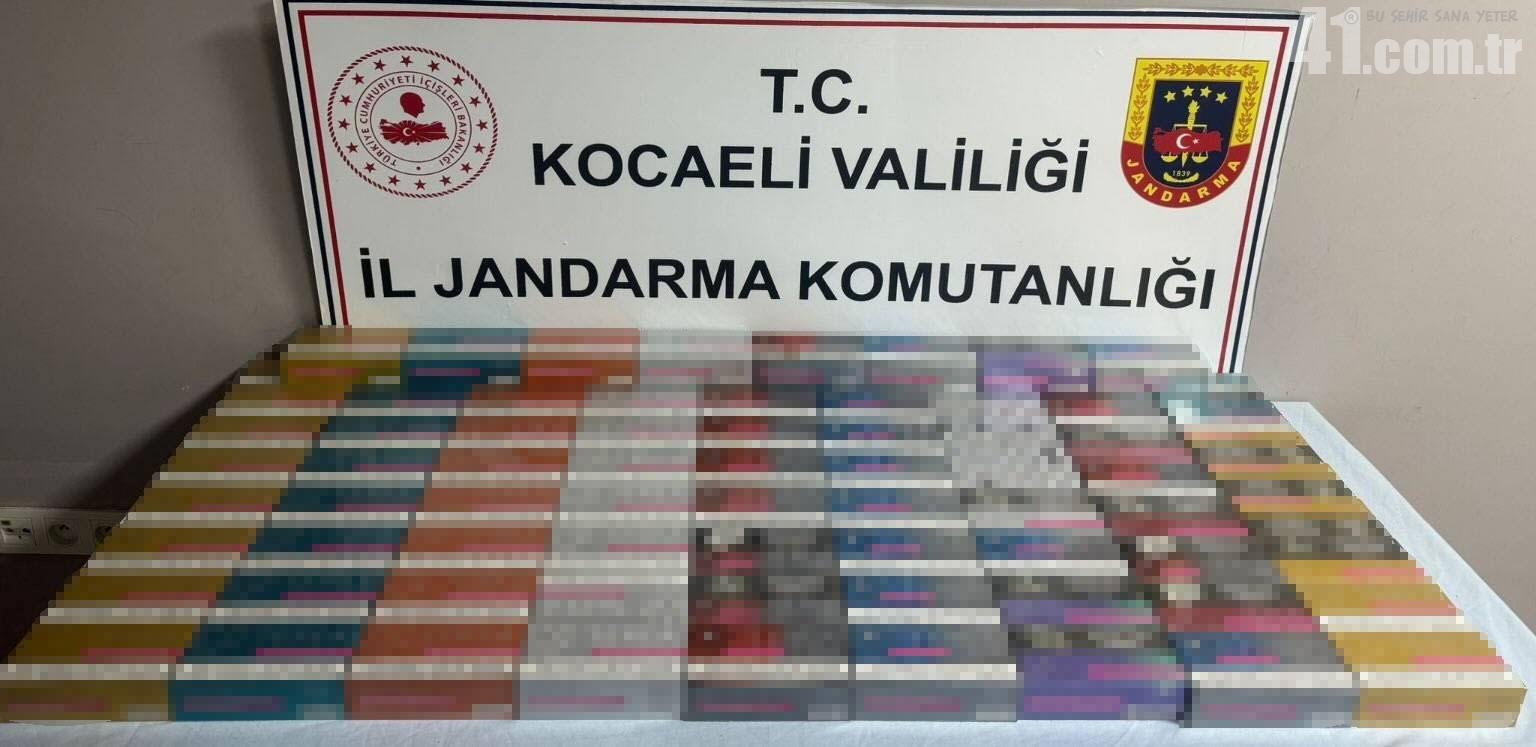 41® BU ŞEHİR SANA YETER
41.com.tr
TÜRKİYE CUMHURİYETİ İÇİŞLERİ BAKANLIĞI
T.C.
KOCAELİ VALİLİĞİ
İL JANDARMA KOMUTANLIĞI
1839
JANDARMA